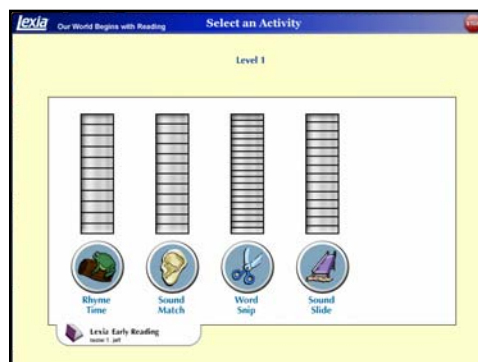 Lexia Our World Begins with Reading Select an Activity
Level 1
Rhyme Time
Sound Match
Word Snip
Sound Slide
Lexia Early Reading